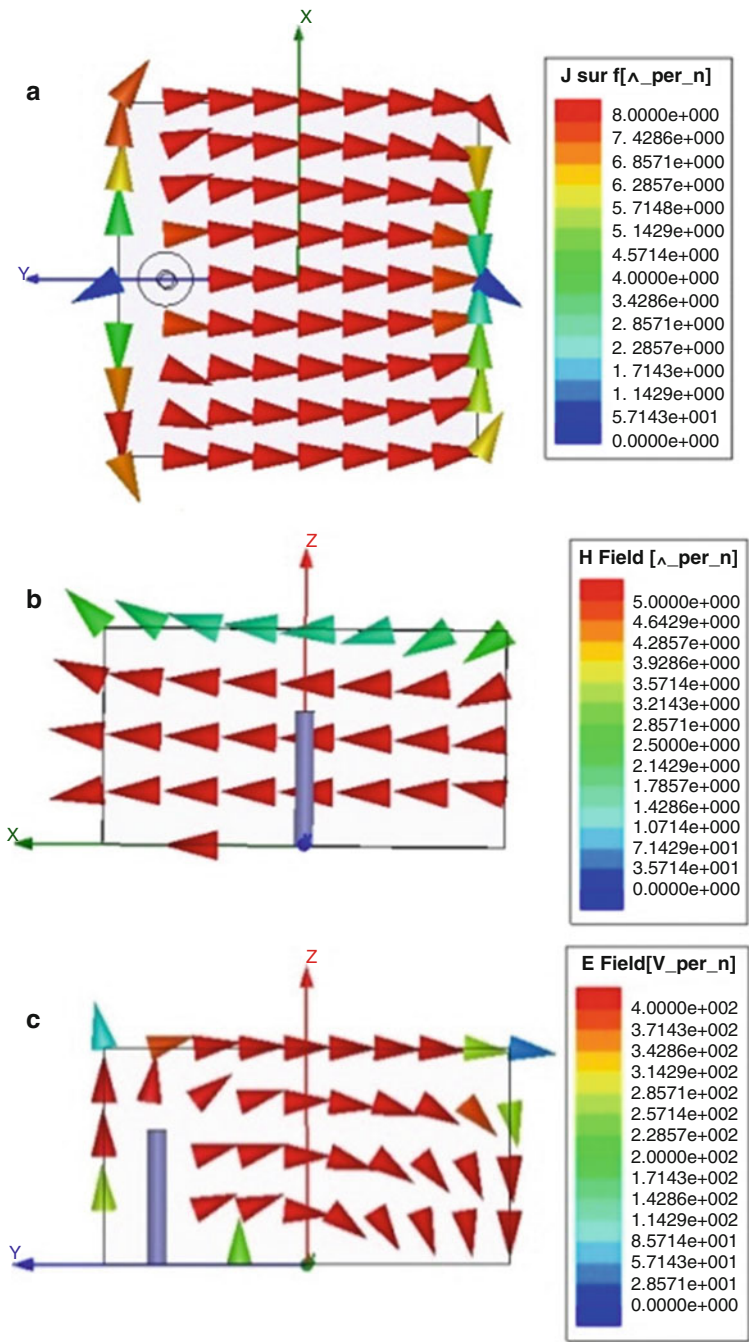 X
a
J sur f[ʌ_per_n]
8.0000e+000
7. 4286e+000
6. 8571e+000
6. 2857e+000
5. 7148e+000
5. 1429e+000
4.5714e+000
4.0000e+000
3.4286e+000
2. 8571e+000
2. 2857e+000
1. 7143e+000
1. 1429e+000
5.7143e+001
0.0000e+000
Y
Z
b
H Field [ʌ_per_n]
5.0000e+000
4.6429e+000
4.2857e+000
3.9286e+000
3.5714e+000
3.2143e+000
2.8571e+000
2.5000e+000
2.1429e+000
1.7857e+000
1.4286e+000
1.0714e+000
7.1429e+001
3.5714e+001
0.0000e+000
X
Z
c
E Field[V_per_n]
4.0000e+002
3.7143e+002
3.4286e+002
3.1429e+002
2.8571e+002
2.5714e+002
2.2857e+002
2.0000e+002
1.7143e+002
1.4286e+002
1.1429e+002
8.5714e+001
5.7143e+001
2.8571e+001
0.0000e+000
Y